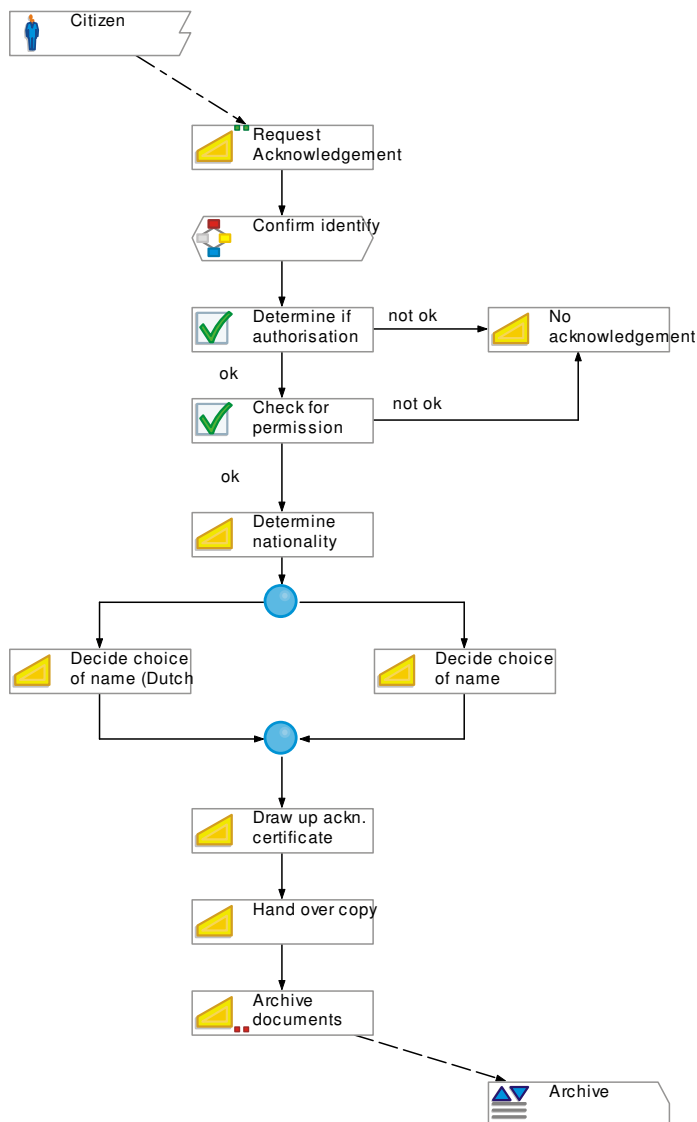 Citizen
Request
Acknowledgement
Confirm identify
Determine if
authorisation
not ok
No
acknowledgement
ok
Check for
permission
not ok
ok
Determine
nationality
Decide choice
of name (Dutch
Decide choice
of name
Draw up ackn.
certificate
Hand over copy
Archive
documents
Archive